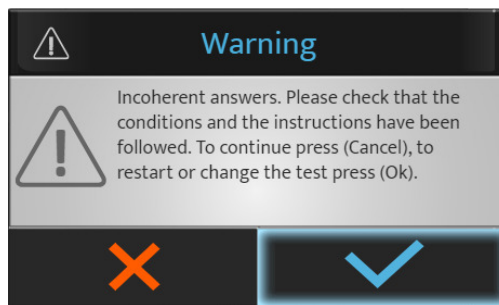 Warning
Incoherent answers. Please check that the
conditions and the instructions have been
followed. To continue press (Cancel), to
restart or change the test press (Ok).